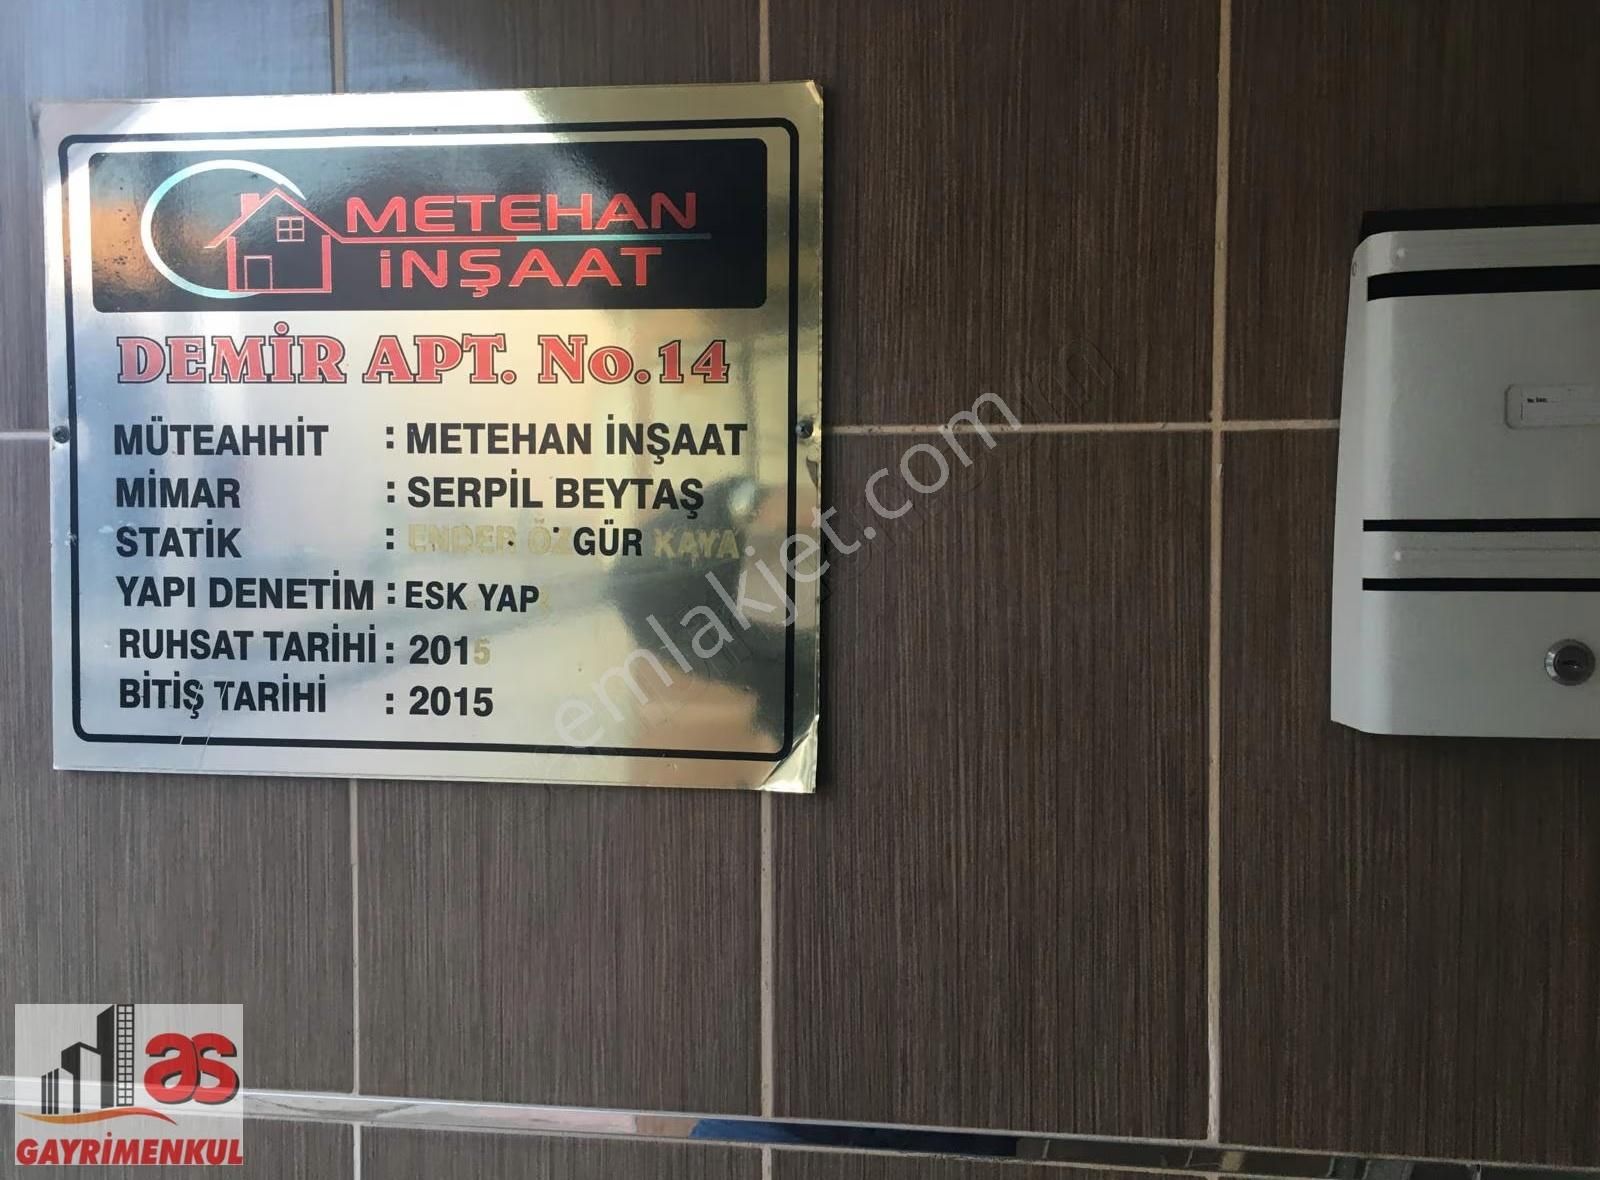 METEHAN
İNŞAAT
DEMİR APT. No.14
MÜTEAHHİT : METEHAN İNŞAAT
MİMAR : SERPİL BEYTAŞ
STATİK : ENDER ÖZGÜR KAYA
YAPI DENETİM : ESK YAP
RUHSAT TARİHİ : 2015
BİTİŞ TARİHİ : 2015
emlakjet.com
as
GAYRİMENKUL